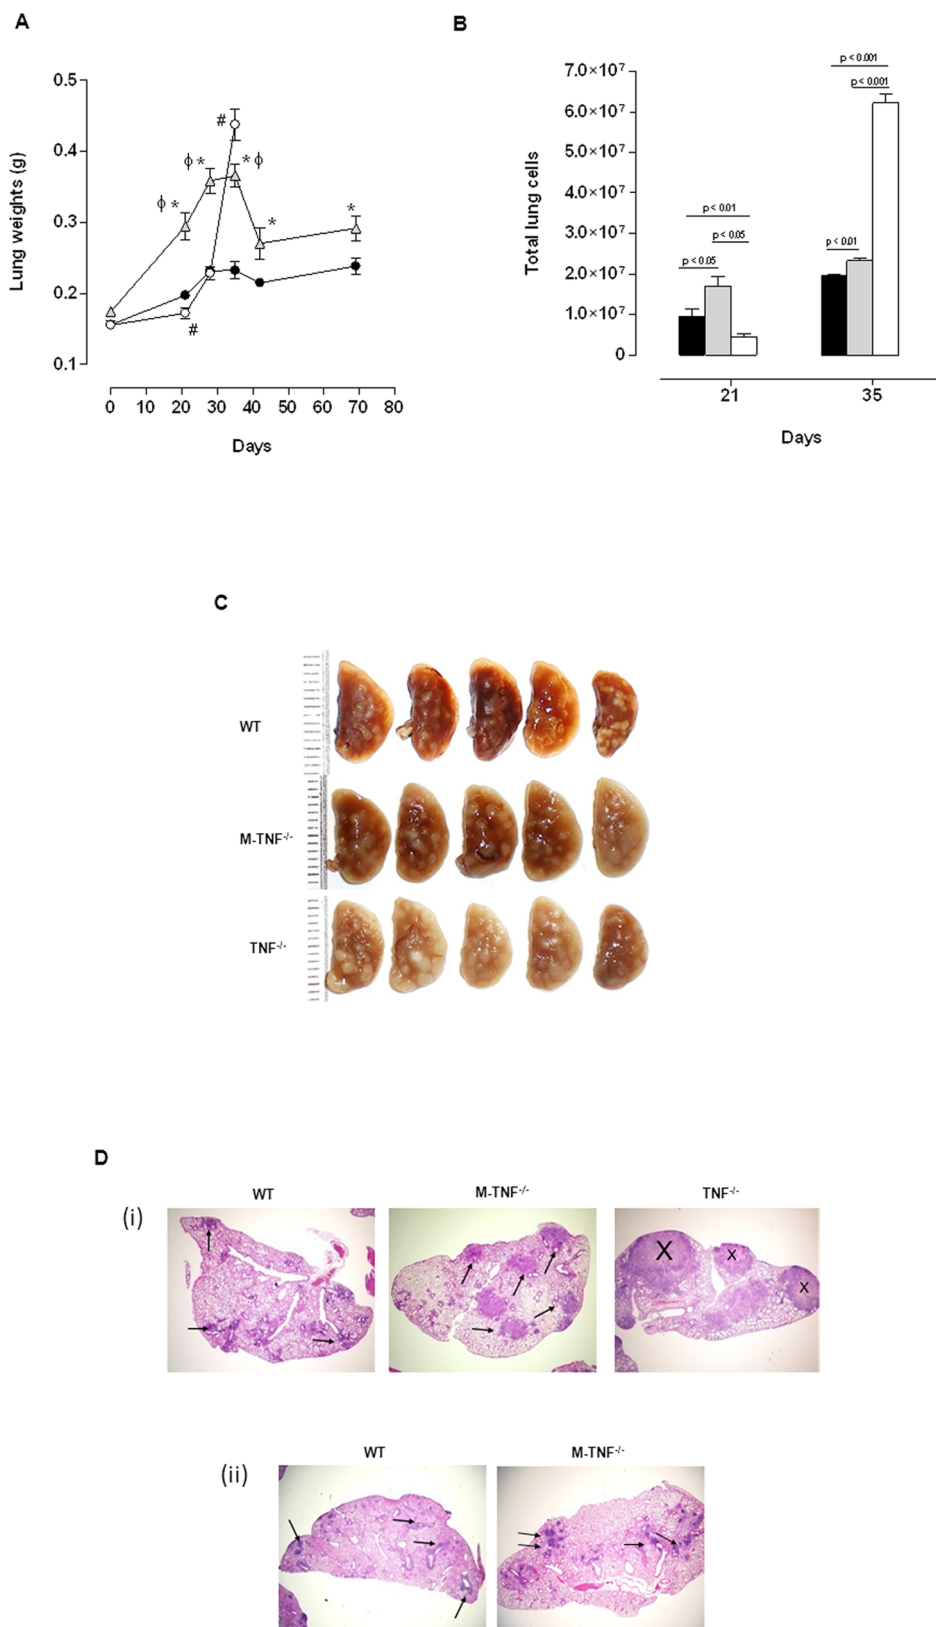 A
B
0.5
0.4
0.3
0.2
0.1
Lung weights (g)
#
ϕ *
* ϕ
ϕ *
*
*
#
0 10 20 30 40 50 60 70 80
Days
p < 0.001
p < 0.001
7.0×10⁷
6.0×10⁷
5.0×10⁷
4.0×10⁷
3.0×10⁷
2.0×10⁷
1.0×10⁷
0
Total lung cells
p < 0.01
p < 0.05
p < 0.05
p < 0.01
21
35
Days
C
WT
M-TNF⁻/⁻
TNF⁻/⁻
D
(i)
WT
M-TNF⁻/⁻
TNF⁻/⁻
X
X
X
(ii)
WT
M-TNF⁻/⁻